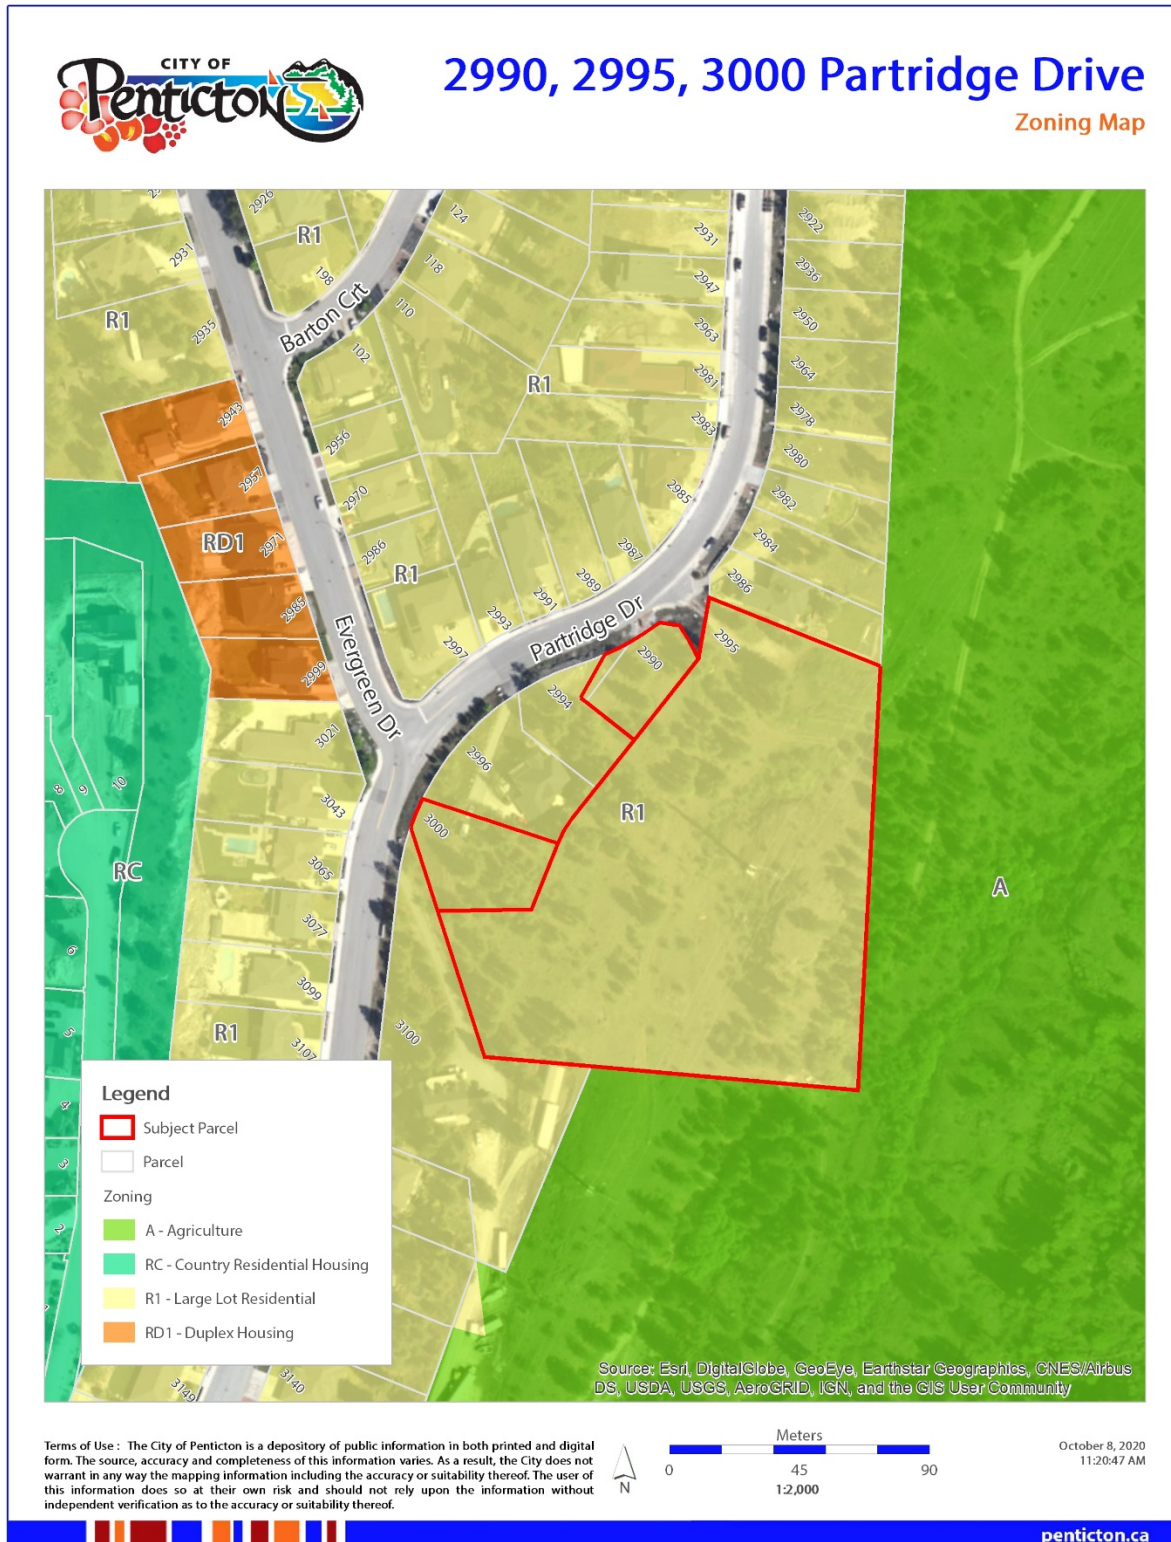 CITY OF
Penticton
2990, 2995, 3000 Partridge Drive
Zoning Map
2926
124
2931
2922
R1
2931
198
118
2947
2936
Barton Crt
110
2963
2950
R1
2935
102
2981
2964
R1
2943
2956
2983
2978
2957
2970
2985
2980
2982
RD1
2971
2986
2987
2984
R1
2989
2986
2985
2991
2993
Evergreen Dr
Partridge Dr
2997
2990
2995
2999
2994
3021
2996
8
9
10
3043
3000
R1
RC
3065
A
3077
6
3099
5
R1
3107
3100
4
3
2
Legend
Subject Parcel
Parcel
Zoning
A - Agriculture
RC - Country Residential Housing
R1 - Large Lot Residential
RD1 - Duplex Housing
3149
3140
Source: Esri, DigitalGlobe, GeoEye, Earthstar Geographics, CNES/Airbus
DS, USDA, USGS, AeroGRID, IGN, and the GIS User Community
Terms of Use : The City of Penticton is a depository of public information in both printed and digital
form. The source, accuracy and completeness of this information varies. As a result, the City does not
warrant in any way the mapping information including the accuracy or suitability thereof. The user of
this information does so at their own risk and should not rely upon the information without
independent verification as to the accuracy or suitability thereof.
N
Meters
0 45 90
1:2,000
October 8, 2020
11:20:47 AM
penticton.ca